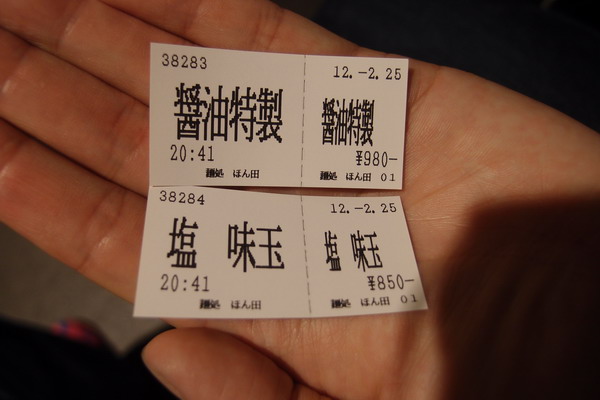 38283
12.-2.25
醤油特製
醤油特製
20:41
¥980-
麺処 ほん田
麺処 ほん田 01
38284
12.-2.25
塩 味玉
塩 味玉
20:41
¥850-
麺処 ほん田
麺処 ほん田 01